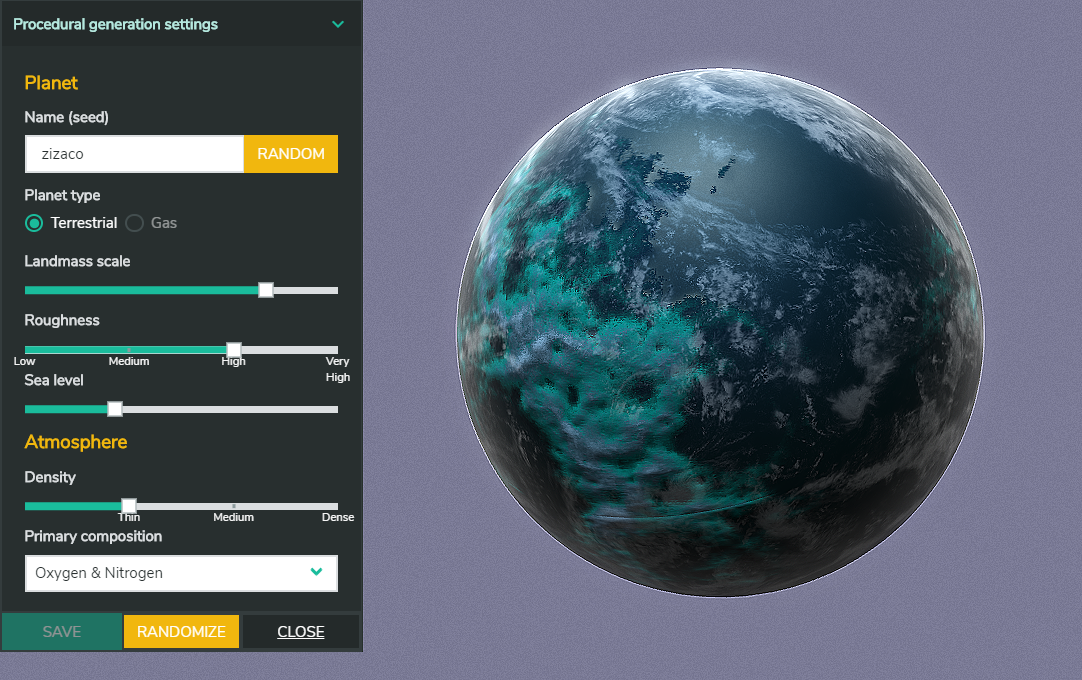 Procedural generation settings
Planet
Name (seed)
zizaco
RANDOM
Planet type
Terrestrial
Gas
Landmass scale
Roughness
Low
Medium
High
Very
High
Sea level
Atmosphere
Density
Thin
Medium
Dense
Primary composition
Oxygen & Nitrogen
SAVE
RANDOMIZE
CLOSE